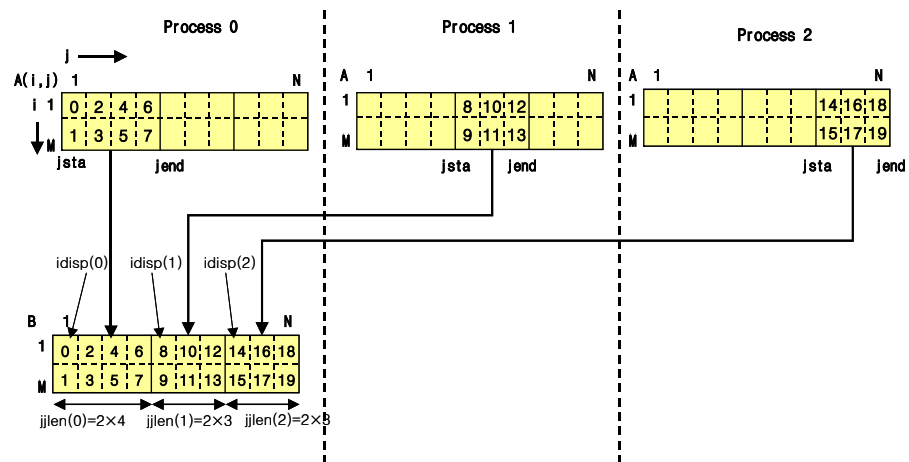 Process 0
Process 1
Process 2
j
A(i,j) 1 N
A 1 N
A 1 N
i 1 0 2 4 6
1 8 10 12
1 14 16 18
M 1 3 5 7
M 9 11 13
M 15 17 19
jsta jend
jsta jend
jsta jend
idisp(0) idisp(1) idisp(2)
B 1 N
1 0 2 4 6 8 10 12 14 16 18
M 1 3 5 7 9 11 13 15 17 19
jjlen(0)=2×4 jjlen(1)=2×3 jjlen(2)=2×3